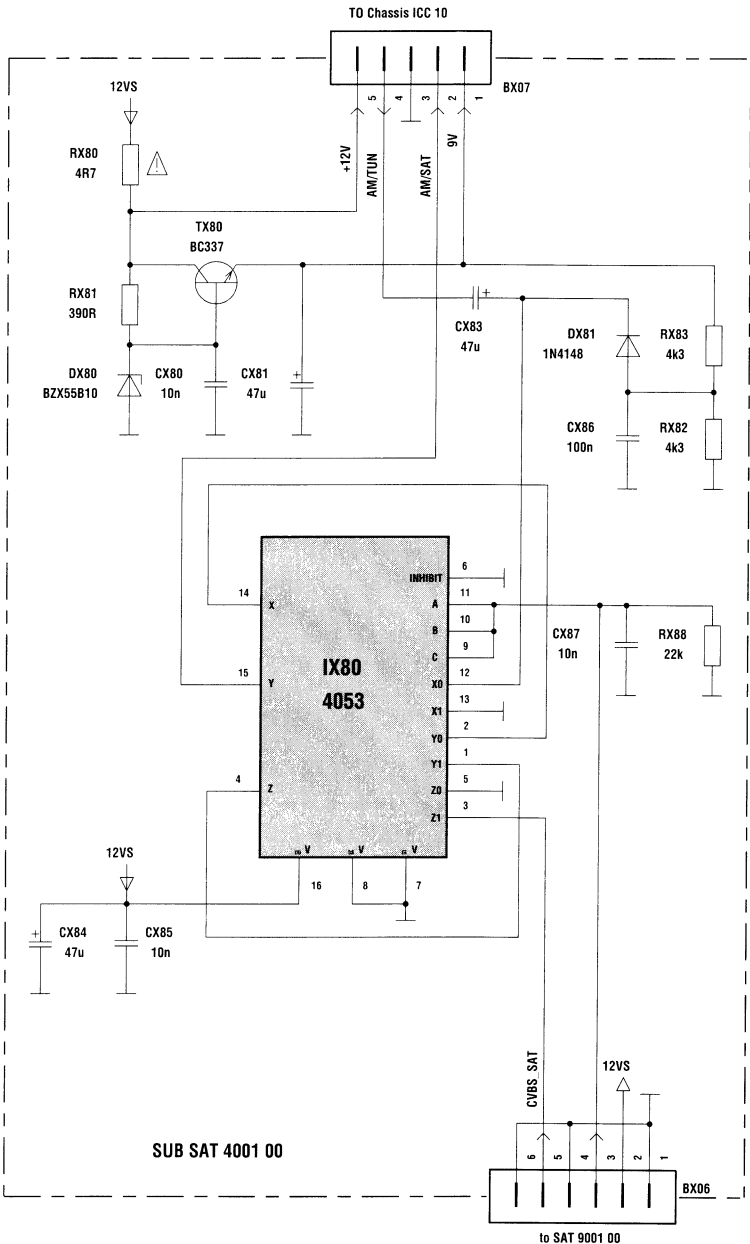 TO Chassis ICC 10
BX07
5 4 3 2 1
12VS
+12V
AM/TUN
AM/SAT
9V
RX80
4R7
TX80
BC337
RX81
390R
DX80
BZX55B10
CX80
10n
CX81
47u
+
CX83
47u
+
DX81
1N4148
RX83
4k3
CX86
100n
RX82
4k3
IX80
4053
14 X
15 Y
4 Z
INHIBIT 6
A 11
B 10
C 9
X0 12
X1 13
Y0 2
Y1 1
Z0 5
Z1 3
V V V
16 8 7
CX87
10n
RX88
22k
12VS
+
CX84
47u
CX85
10n
CVBS_SAT
12VS
6 5 4 3 2 1
SUB SAT 4001 00
BX06
to SAT 9001 00